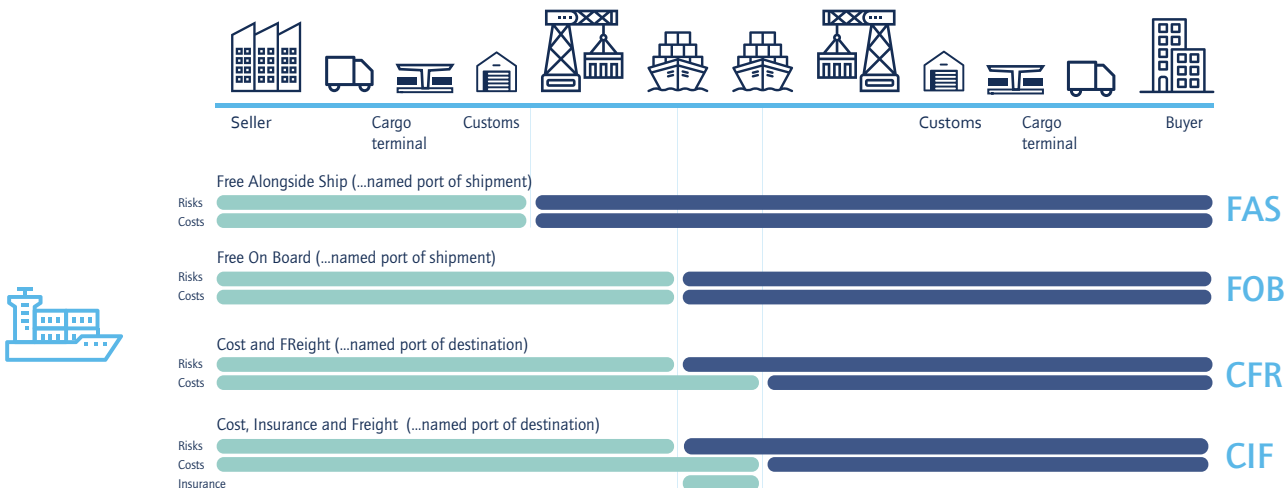 Seller
Cargo
terminal
Customs
Customs
Cargo
terminal
Buyer
Free Alongside Ship (...named port of shipment)
Risks
Costs
FAS
Free On Board (...named port of shipment)
Risks
Costs
FOB
Cost and FReight (...named port of destination)
Risks
Costs
CFR
Cost, Insurance and Freight (...named port of destination)
Risks
Costs
CIF
Insurance